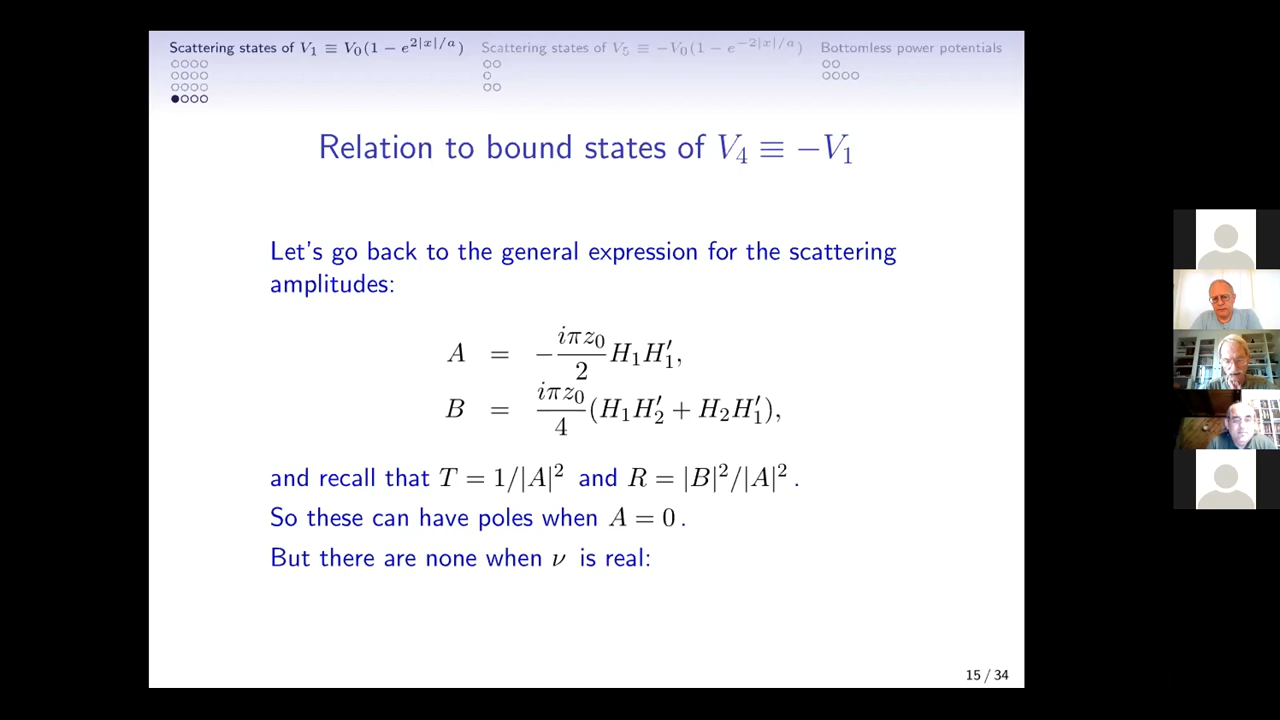 Scattering states of V₁ ≡ V₀(1 − e^{2|x|/a}) Scattering states of V₅ ≡ −V₀(1 − e^{−2|x|/a}) Bottomless power potentials
Relation to bound states of V₄ ≡ −V₁
Let's go back to the general expression for the scattering
amplitudes:
A = −(iπz₀/2) H₁H₁′,
B = (iπz₀/4)(H₁H₂′ + H₂H₁′),
and recall that T = 1/|A|² and R = |B|²/|A|² .
So these can have poles when A = 0 .
But there are none when ν is real:
15 / 34